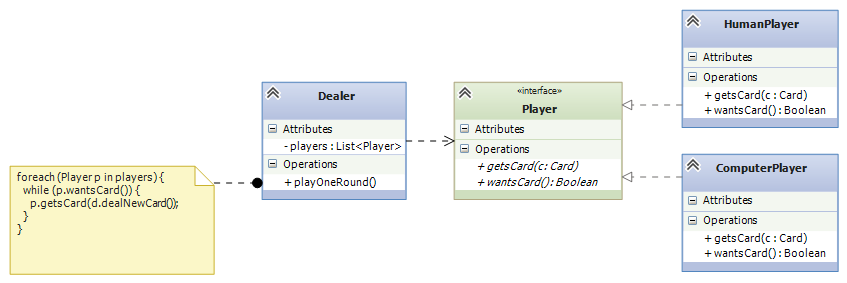 foreach (Player p in players) {
while (p.wantsCard()) {
p.getsCard(d.dealNewCard());
}
}
Dealer
Attributes
- players : List<Player>
Operations
+ playOneRound()
«interface»
Player
Attributes
Operations
+ getsCard(c: Card)
+ wantsCard(): Boolean
HumanPlayer
Attributes
Operations
+ getsCard(c : Card)
+ wantsCard() : Boolean
ComputerPlayer
Attributes
Operations
+ getsCard(c : Card)
+ wantsCard() : Boolean